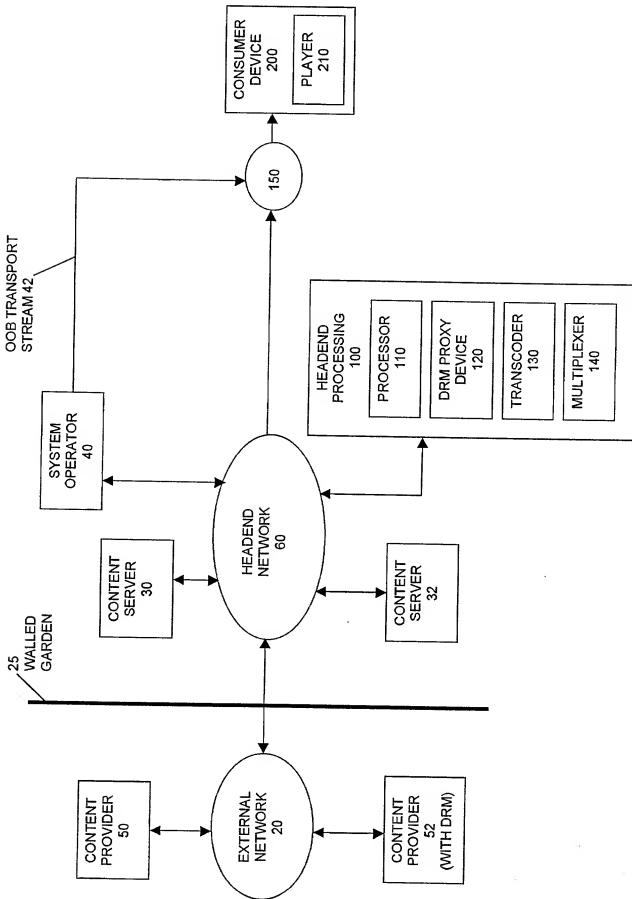 CONTENT
PROVIDER
50
EXTERNAL
NETWORK
20
CONTENT
PROVIDER
52
(WITH DRM)
25
WALLED
GARDEN
CONTENT
SERVER
30
SYSTEM
OPERATOR
40
HEADEND
NETWORK
60
CONTENT
SERVER
32
OOB TRANSPORT
STREAM 42
HEADEND
PROCESSING
100
PROCESSOR
110
DRM PROXY
DEVICE
120
TRANSCODER
130
MULTIPLEXER
140
150
CONSUMER
DEVICE
200
PLAYER
210